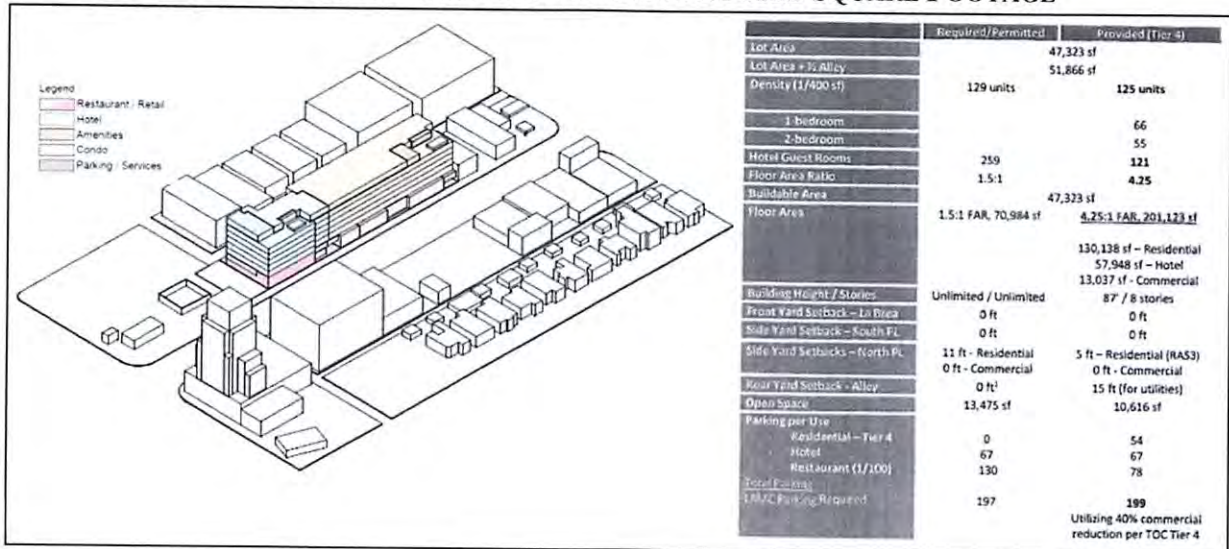 SQUARE FOOTAGE
Legend
Restaurant / Retail
Hotel
Amenities
Condo
Parking / Services
Required/Permitted Provided (Tier 4)
Lot Area 47,323 sf
Lot Area + ½ Alley 51,866 sf
Density (1/400 sf) 129 units 125 units
1-bedroom 66
2-bedroom 55
Hotel Guest Rooms 259 121
Floor Area Ratio 1.5:1 4.25
Buildable Area 47,323 sf
Floor Area 1.5:1 FAR, 70,984 sf 4.25:1 FAR, 201,123 sf
130,138 sf – Residential
57,948 sf – Hotel
13,037 sf - Commercial
Building Height / Stories Unlimited / Unlimited 87' / 8 stories
Front Yard Setback – La Brea 0 ft 0 ft
Side Yard Setback – South PL 0 ft 0 ft
Side Yard Setbacks – North PL 11 ft - Residential 5 ft – Residential (RAS3)
0 ft - Commercial 0 ft - Commercial
Rear Yard Setback - Alley 0 ft¹ 15 ft (for utilities)
Open Space 13,475 sf 10,616 sf
Parking per Use
Residential – Tier 4 0 54
Hotel 67 67
Restaurant (1/100) 130 78
Total Parking
LAMC Parking Required 197 199
Utilizing 40% commercial
reduction per TOC Tier 4